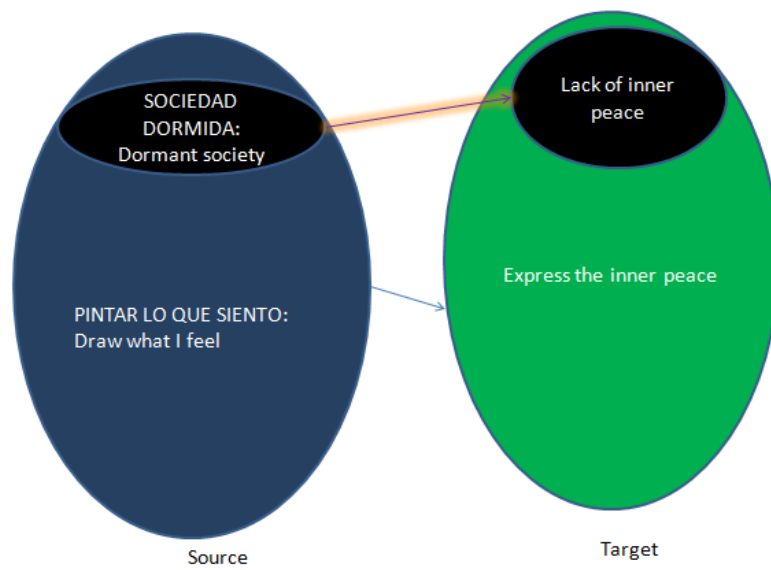 SOCIEDAD
DORMIDA:
Dormant society
Lack of inner
peace
PINTAR LO QUE SIENTO:
Draw what I feel
Express the inner peace
Source
Target